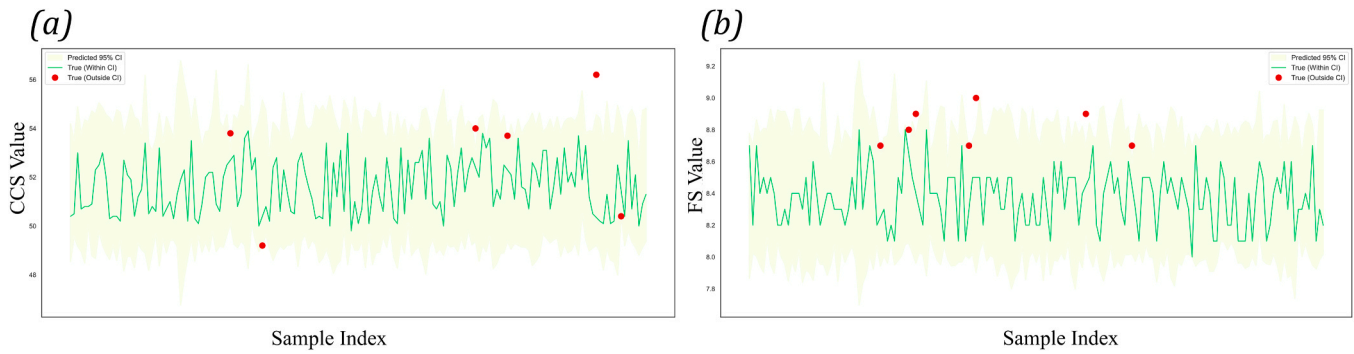 (a)
Predicted 95% CI
True (Within CI)
True (Outside CI)
56
54
52
50
48
CCS Value
Sample Index
(b)
Predicted 95% CI
True (Within CI)
True (Outside CI)
9.2
9.0
8.8
8.6
8.4
8.2
8.0
7.8
FS Value
Sample Index